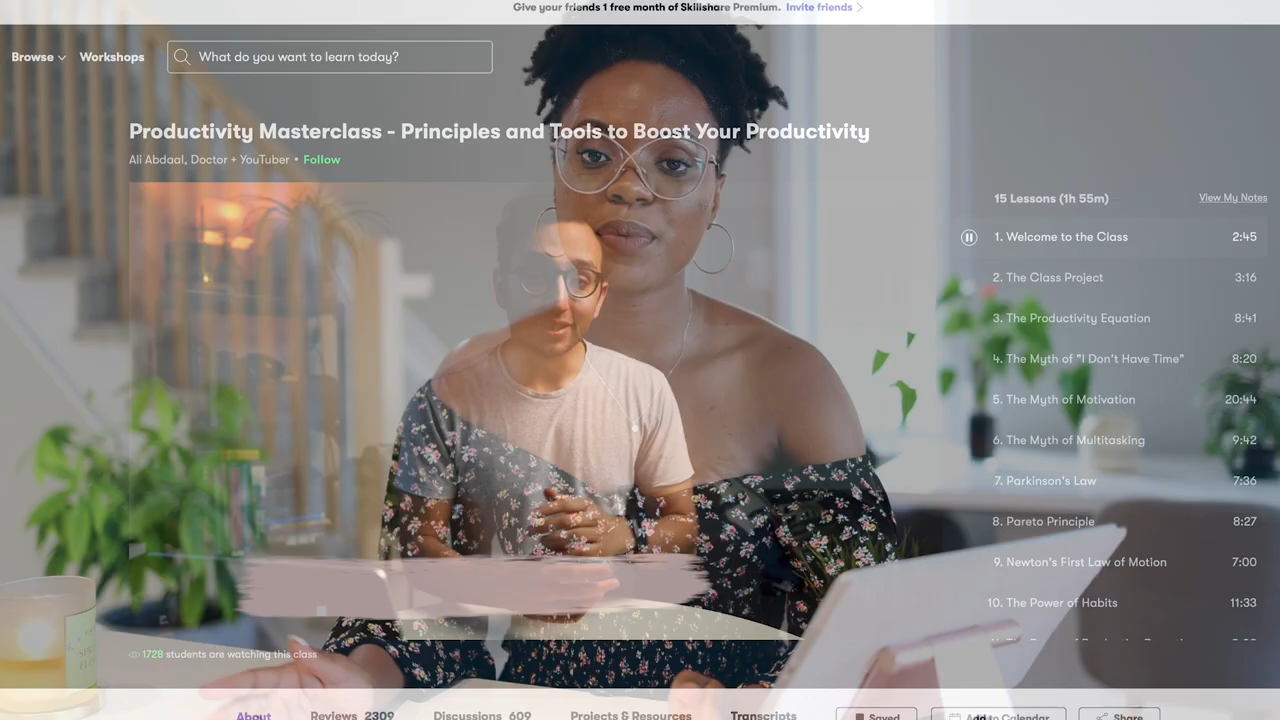 Give your friends 1 free month of Skillshare Premium. Invite friends
Browse Workshops What do you want to learn today?
Productivity Masterclass - Principles and Tools to Boost Your Productivity
Ali Abdaal, Doctor + YouTuber • Follow
15 Lessons (1h 55m) View My Notes
1. Welcome to the Class 2:45
2. The Class Project 3:16
3. The Productivity Equation 8:41
4. The Myth of "I Don't Have Time" 8:20
5. The Myth of Motivation 20:44
6. The Myth of Multitasking 9:42
7. Parkinson's Law 7:36
8. Pareto Principle 8:27
9. Newton's First Law of Motion 7:00
10. The Power of Habits 11:33
1728 students are watching this class
About Reviews 2309 Discussions 609 Projects & Resources Transcripts Saved Add to Calendar Share